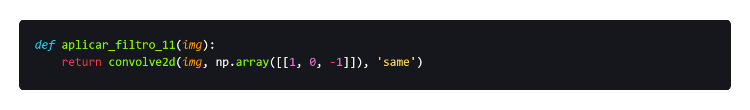 def aplicar_filtro_11(img):
    return convolve2d(img, np.array([[1, 0, -1]]), 'same')